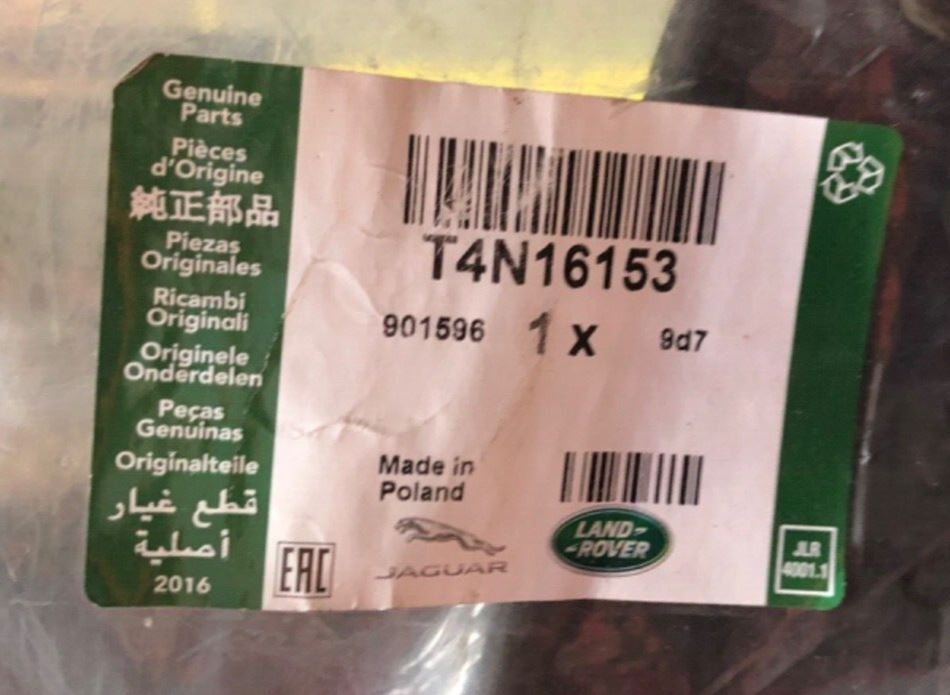 Genuine
Parts
Pièces
d'Origine
純正部品
Piezas
Originales
Ricambi
Originali
Originele
Onderdelen
Peças
Genuinas
Originalteile
قطع غيار
أصلية
2016
EAC
T4N16153
901596 1 x 9d7
Made in
Poland
JAGUAR
LAND-
-ROVER
JLR
4001.1